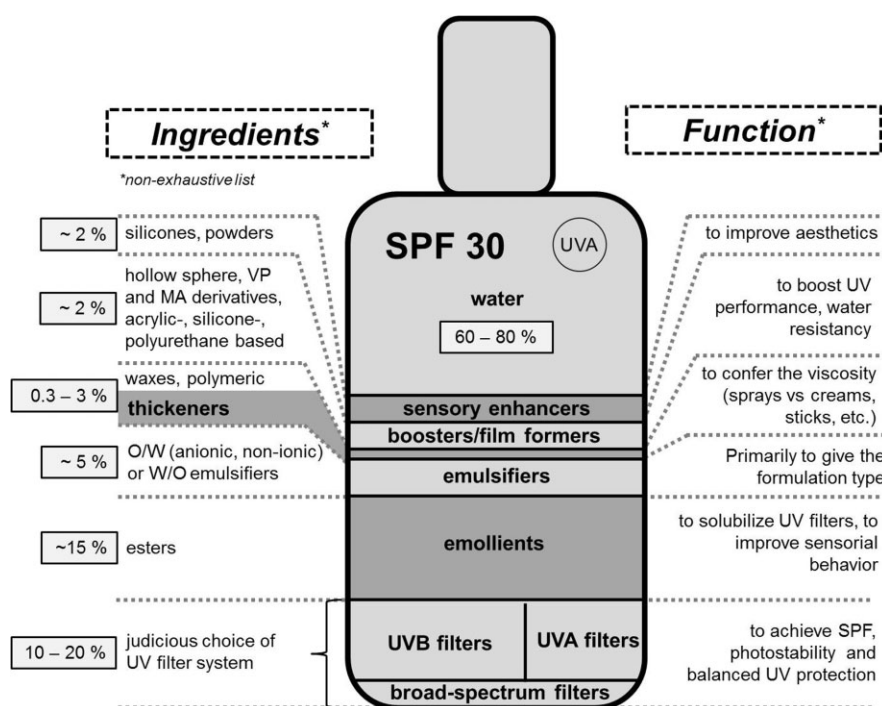 Ingredients*
Function*
*non-exhaustive list
SPF 30
UVA
water
60 – 80 %
~ 2 %
silicones, powders
sensory enhancers
to improve aesthetics
~ 2 %
hollow sphere, VP
and MA derivatives,
acrylic-, silicone-,
polyurethane based
boosters/film formers
to boost UV
performance, water
resistancy
0.3 – 3 %
waxes, polymeric
thickeners
to confer the viscosity
(sprays vs creams,
sticks, etc.)
~ 5 %
O/W (anionic, non-ionic)
or W/O emulsifiers
emulsifiers
Primarily to give the
formulation type
~15 %
esters
emollients
to solubilize UV filters, to
improve sensorial
behavior
10 – 20 %
judicious choice of
UV filter system
UVB filters
UVA filters
broad-spectrum filters
to achieve SPF,
photostability and
balanced UV protection